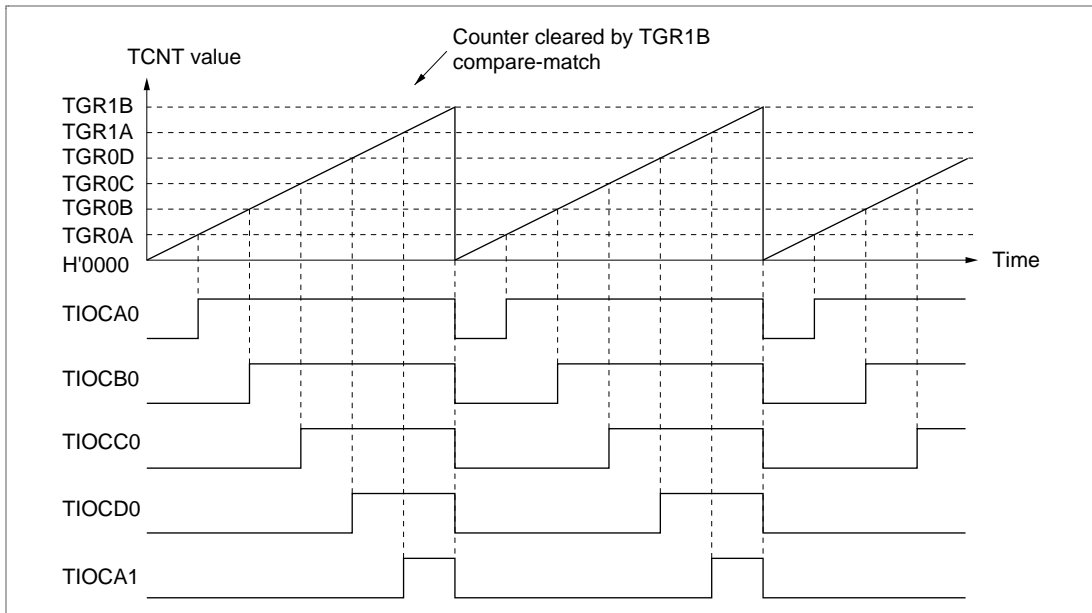 Counter cleared by TGR1B
compare-match
TCNT value
TGR1B
TGR1A
TGR0D
TGR0C
TGR0B
TGR0A
H'0000
Time
TIOCA0
TIOCB0
TIOCC0
TIOCD0
TIOCA1